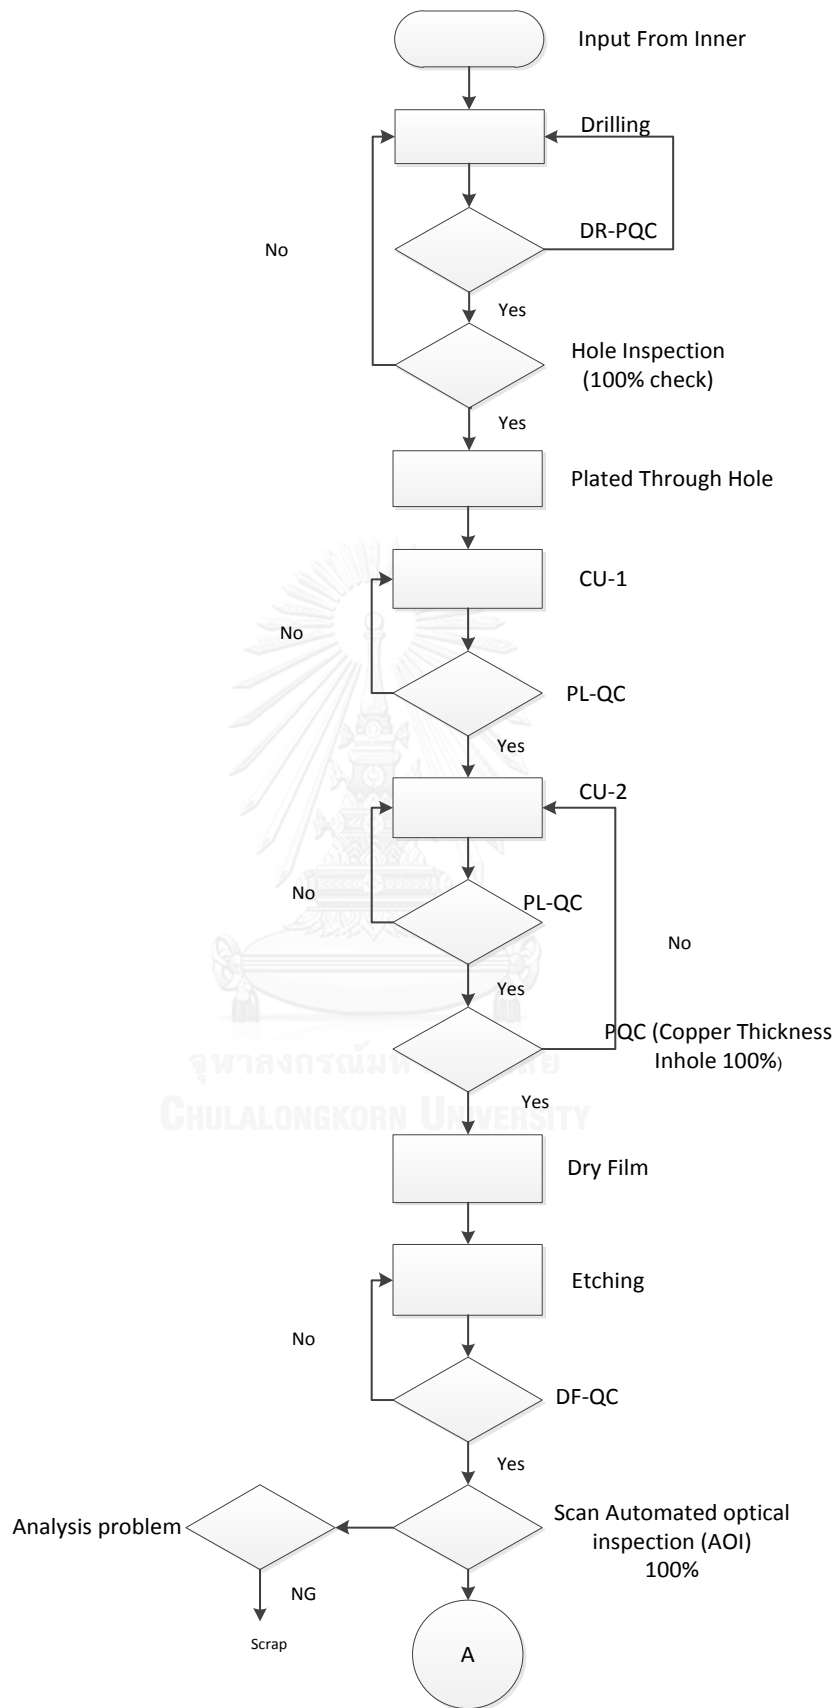 Input From Inner
Drilling
DR-PQC
No
Yes
Hole Inspection
(100% check)
Yes
Plated Through Hole
CU-1
No
PL-QC
Yes
CU-2
No
PL-QC
No
Yes
PQC (Copper Thickness
Inhole 100%)
Yes
CHULALONGKORN UNIVERSITY
Dry Film
Etching
No
DF-QC
Yes
Analysis problem
Scan Automated optical
inspection (AOI)
100%
NG
Scrap
A